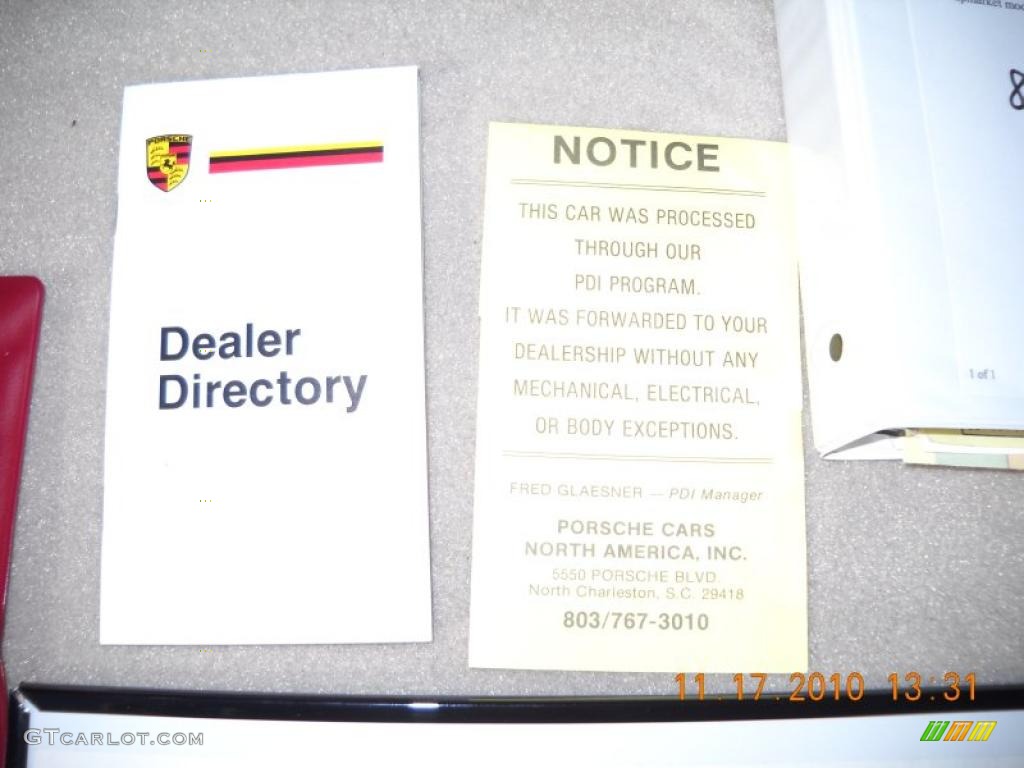 PORSCHE
Dealer
Directory
NOTICE
THIS CAR WAS PROCESSED
THROUGH OUR
PDI PROGRAM.
IT WAS FORWARDED TO YOUR
DEALERSHIP WITHOUT ANY
MECHANICAL, ELECTRICAL,
OR BODY EXCEPTIONS.
FRED GLAESNER — PDI Manager
PORSCHE CARS
NORTH AMERICA, INC.
5550 PORSCHE BLVD.
North Charleston, S.C. 29418
803/767-3010
1 of 1
11.17.2010 13:31
GTCARLOT.COM